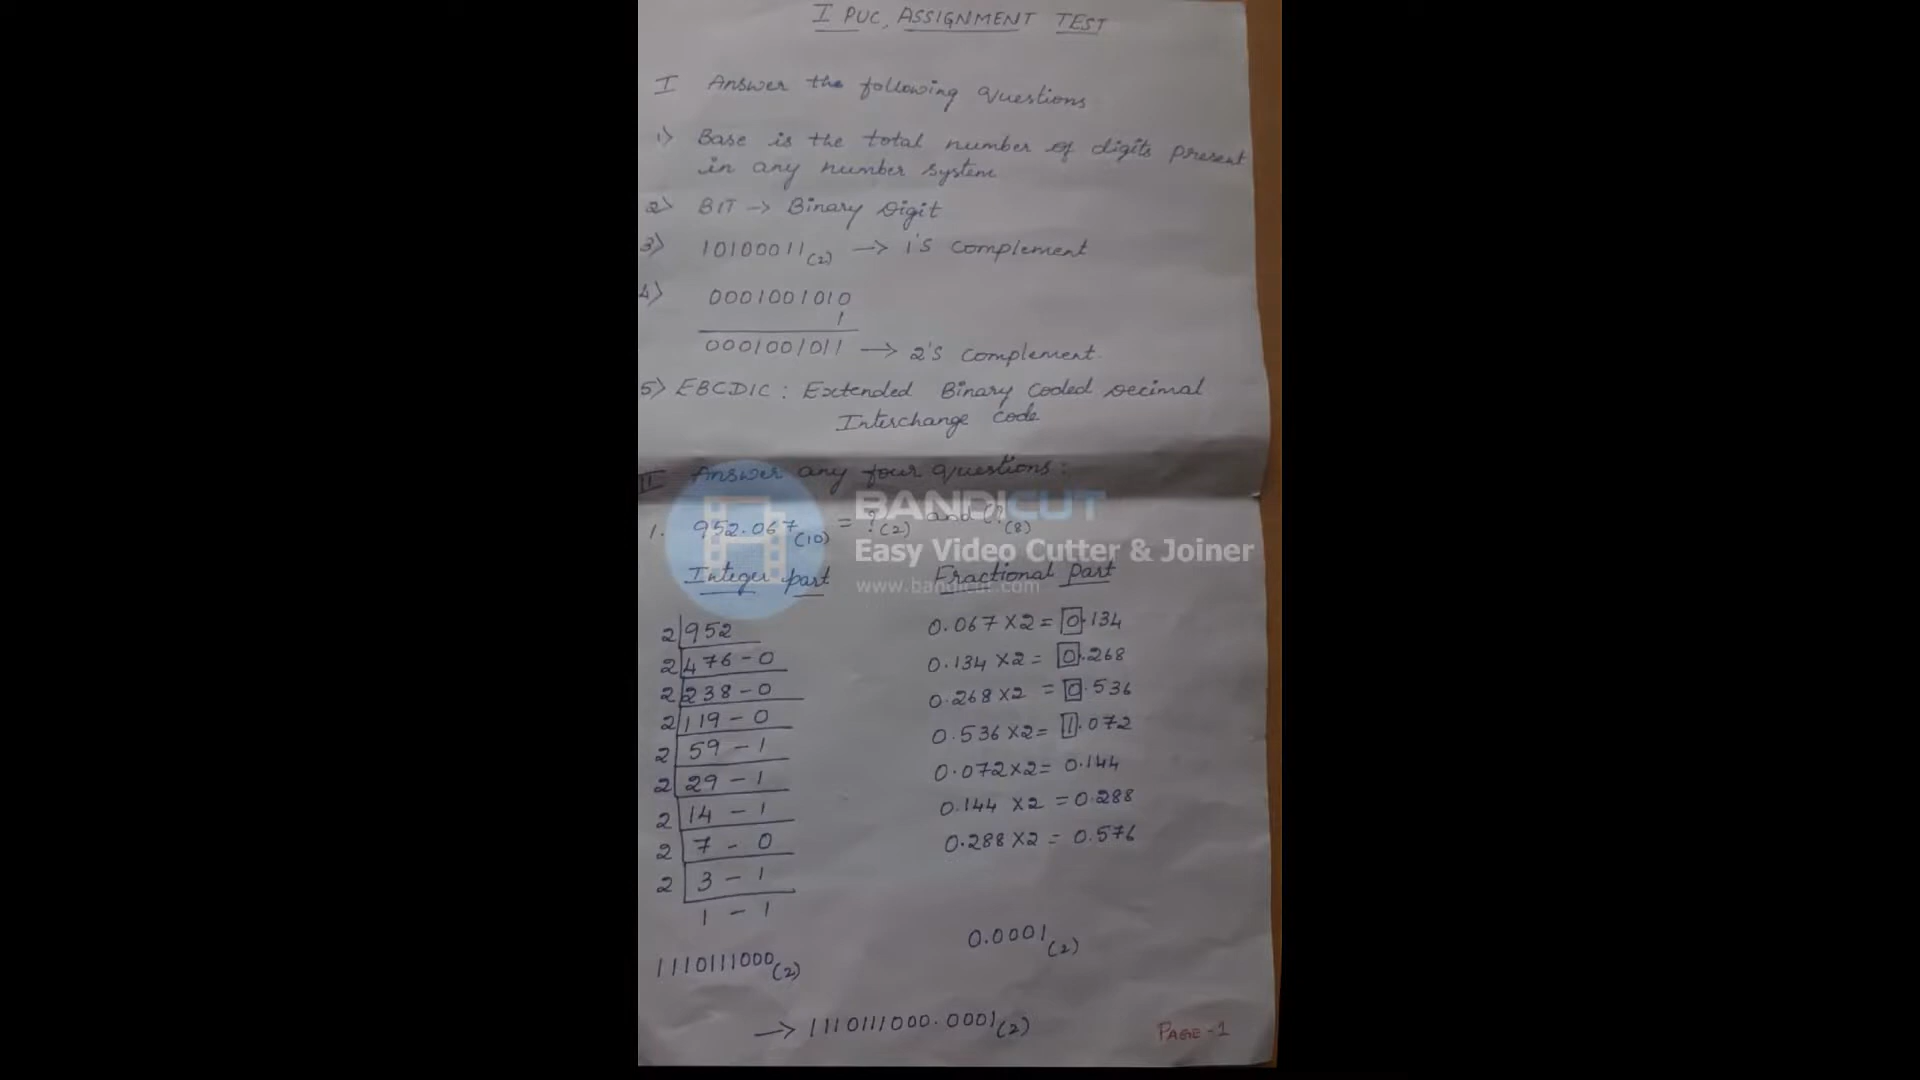 I PUC, ASSIGNMENT TEST
I Answer the following questions
1) Base is the total number of digits present
in any number system
2) BIT → Binary Digit
3) 10100011(2) → 1's complement
4) 0001001010
1
0001001011 → 2's complement.
5) EBCDIC : Extended Binary Coded Decimal
Interchange Code
II Answer any four questions:
BANDICUT
1. 952.067(10) = ?(2) and (?(8)
Easy Video Cutter & Joiner
Integer part Fractional part
www.bandicut.com
2 952 0.067 X 2 = 0.134
2 476 - 0 0.134 X 2 = 0.268
2 238 - 0 0.268 X 2 = 0.536
2 119 - 0 0.536 X 2 = 1.072
2 59 - 1 0.072 X 2 = 0.144
2 29 - 1 0.144 X 2 = 0.288
2 14 - 1 0.288 X 2 = 0.576
2 7 - 0
2 3 - 1
1 - 1
0.0001(2)
1110111000(2)
→ 1110111000.0001(2)
PAGE - 1